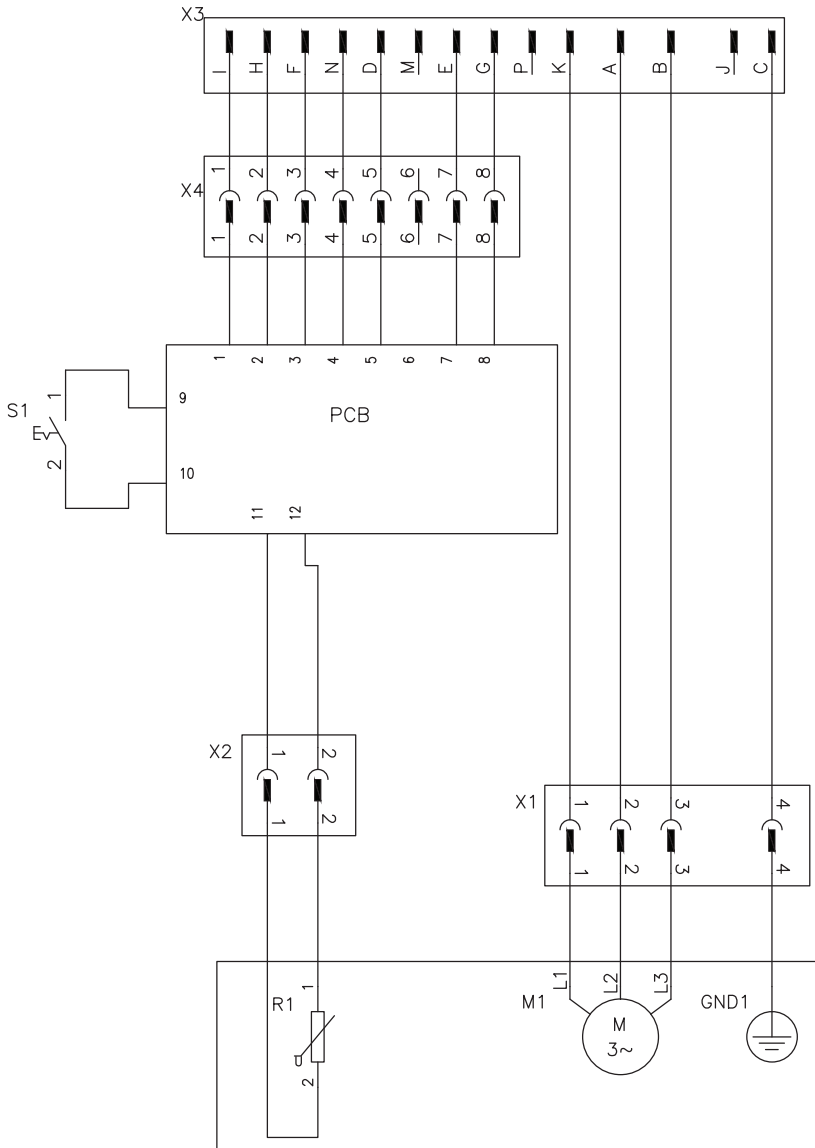 X3
I H F N D M E G P K A B J C
1 2 3 4 5 6 7 8
X4
1 2 3 4 5 6 7 8
1 2 3 4 5 6 7 8
1
9
S1
PCB
2
10
11 12
X2
1 2
1 2
X1
1 2 3 4
1 2 3 4
L1 L2 L3
1
R1
M1
GND1
M
3~
U
2